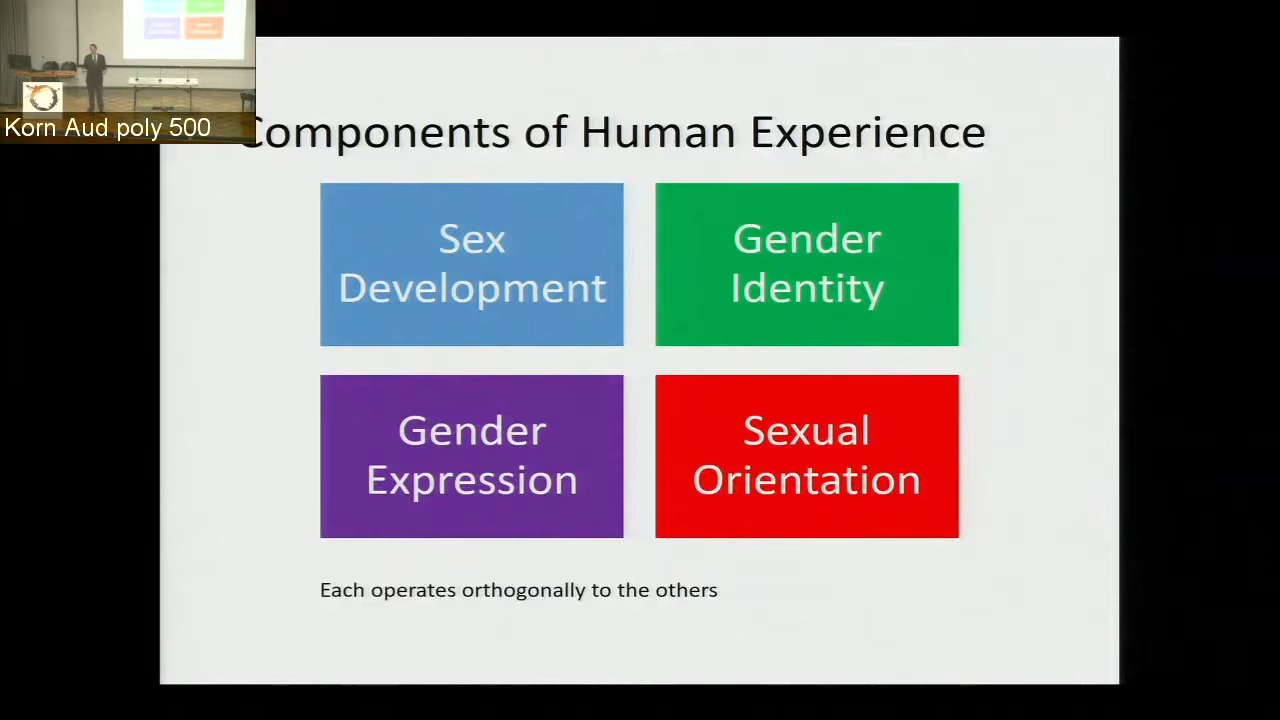 Korn Aud poly 500
Components of Human Experience
Sex
Development
Gender
Identity
Gender
Expression
Sexual
Orientation
Each operates orthogonally to the others